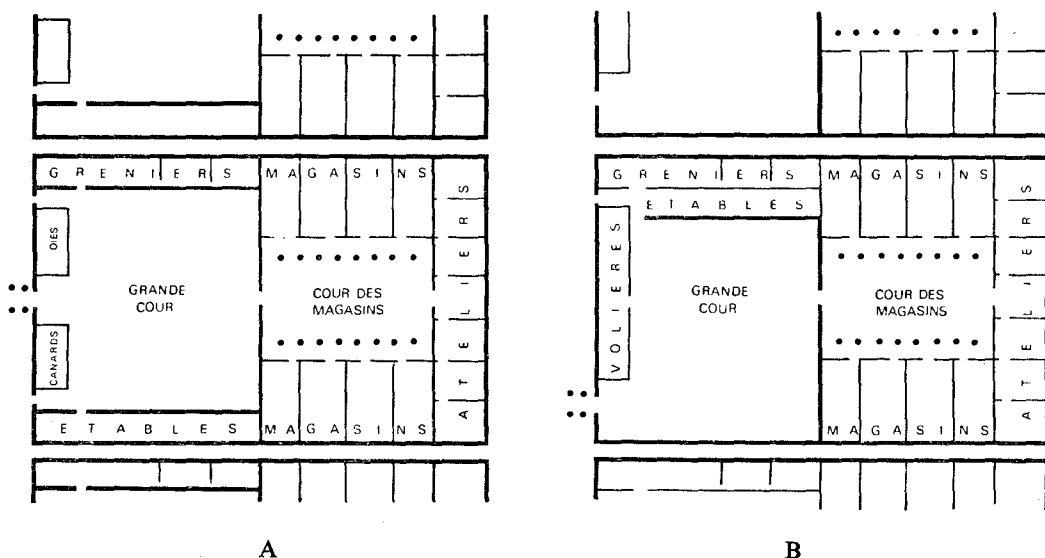 GRENIERS
MAGASINS
OIES
GRANDE
COUR
COUR DES
MAGASINS
CANARDS
ATELIERS
ETABLES
MAGASINS
A
GRENIERS
MAGASINS
ETABLES
VOLIERES
GRANDE
COUR
COUR DES
MAGASINS
ATELIERS
MAGASINS
B